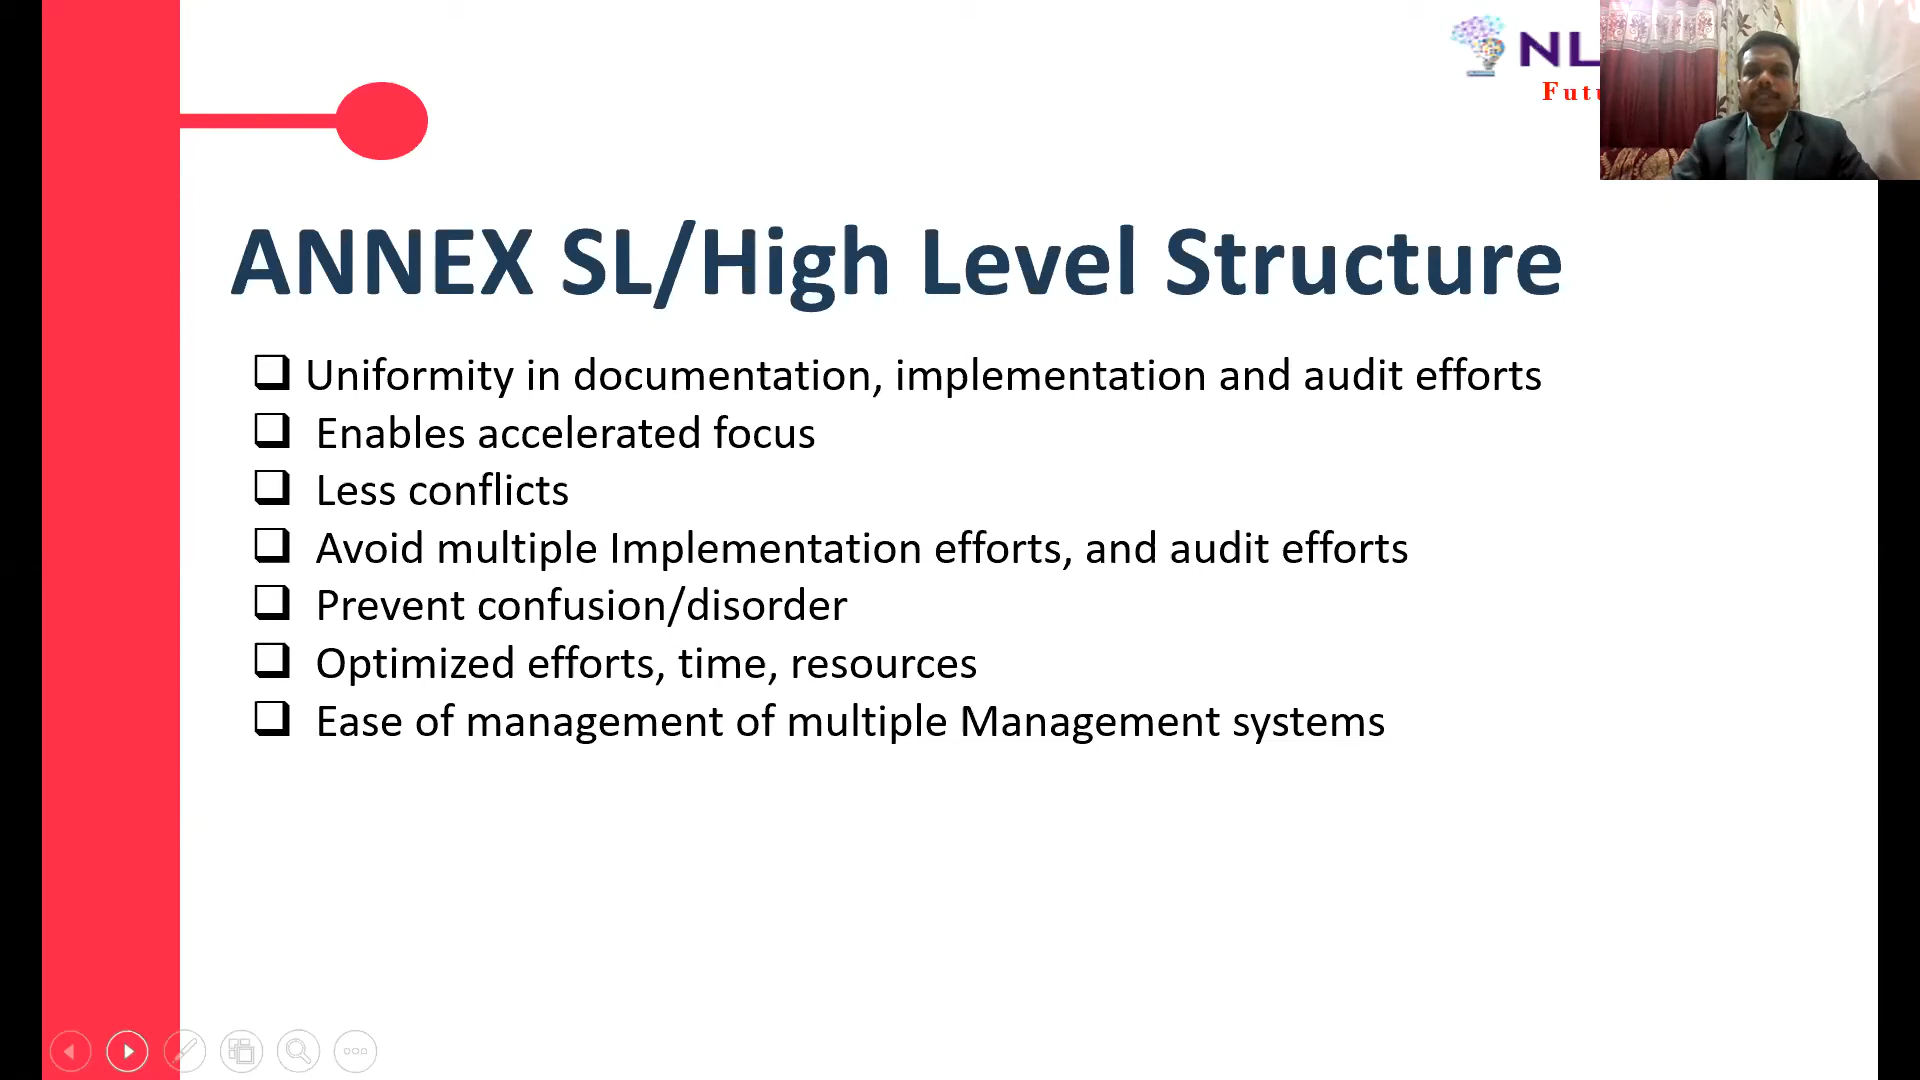 ANNEX SL/High Level Structure
Uniformity in documentation, implementation and audit efforts
Enables accelerated focus
Less conflicts
Avoid multiple Implementation efforts, and audit efforts
Prevent confusion/disorder
Optimized efforts, time, resources
Ease of management of multiple Management systems